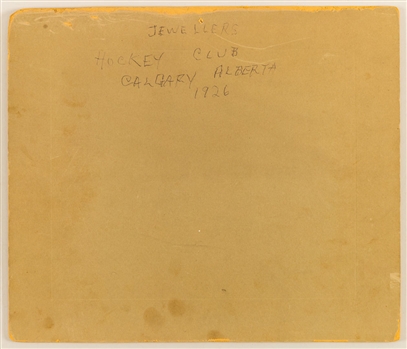 JEWELLERS
HOCKEY CLUB
CALGARY ALBERTA
1926